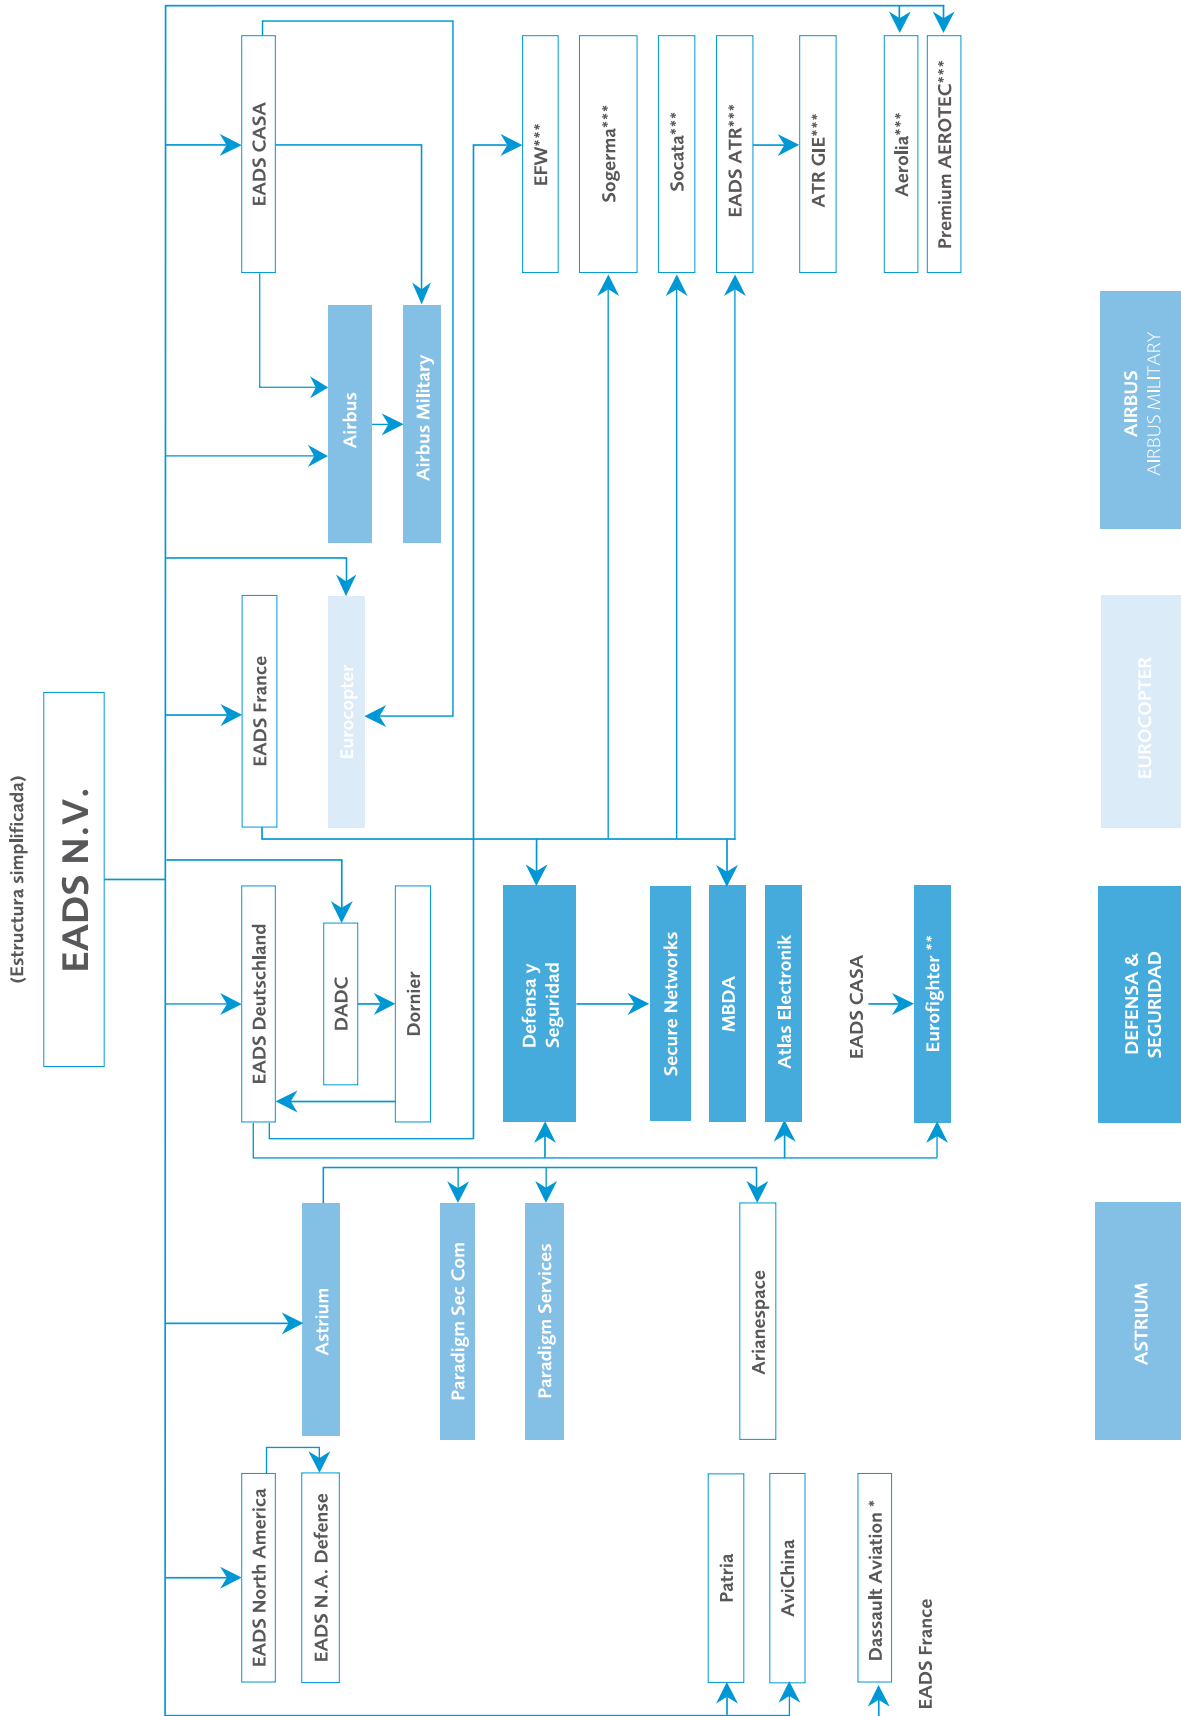 (Estructura simplificada)
EADS N.V.
EADS North America
EADS N.A. Defense
Patria
AviChina
Dassault Aviation *
EADS France
Astrium
Paradigm Sec Com
Paradigm Services
Arianespace
ASTRIUM
EADS Deutschland
DADC
Dornier
Defensa y
Seguridad
Secure Networks
MBDA
Atlas Electronik
EADS CASA
Eurofighter **
DEFENSA &
SEGURIDAD
EADS France
Eurocopter
EUROCOPTER
Airbus
Airbus Military
AIRBUS
AIRBUS MILITARY
EADS CASA
EFW***
Sogerma***
Socata***
EADS ATR***
ATR GIE***
Aerolia***
Premium AEROTEC***